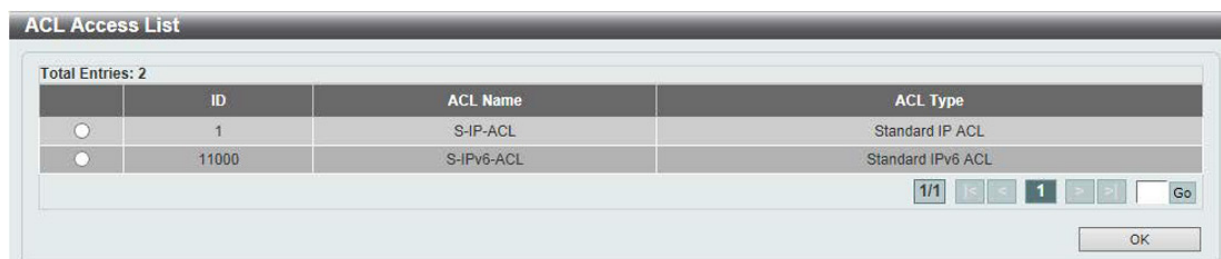 ACL Access List
Total Entries: 2
ID ACL Name ACL Type
1 S-IP-ACL Standard IP ACL
11000 S-IPv6-ACL Standard IPv6 ACL
1/1 |< < 1 > >| Go
OK